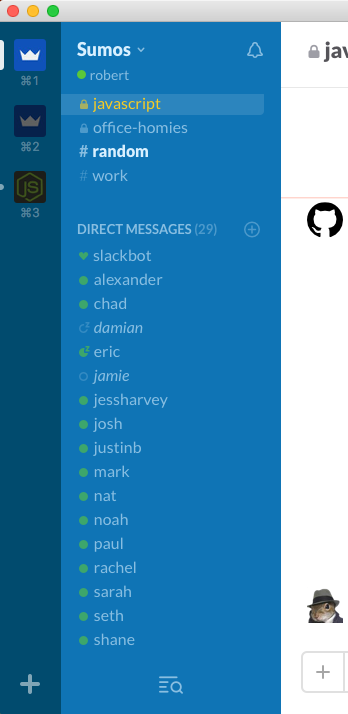 ⌘1
⌘2
JS
⌘3
Sumos
robert
javascript
office-homies
# random
# work
DIRECT MESSAGES (29)
slackbot
alexander
chad
damian
eric
jamie
jessharvey
josh
justinb
mark
nat
noah
paul
rachel
sarah
seth
shane
jav